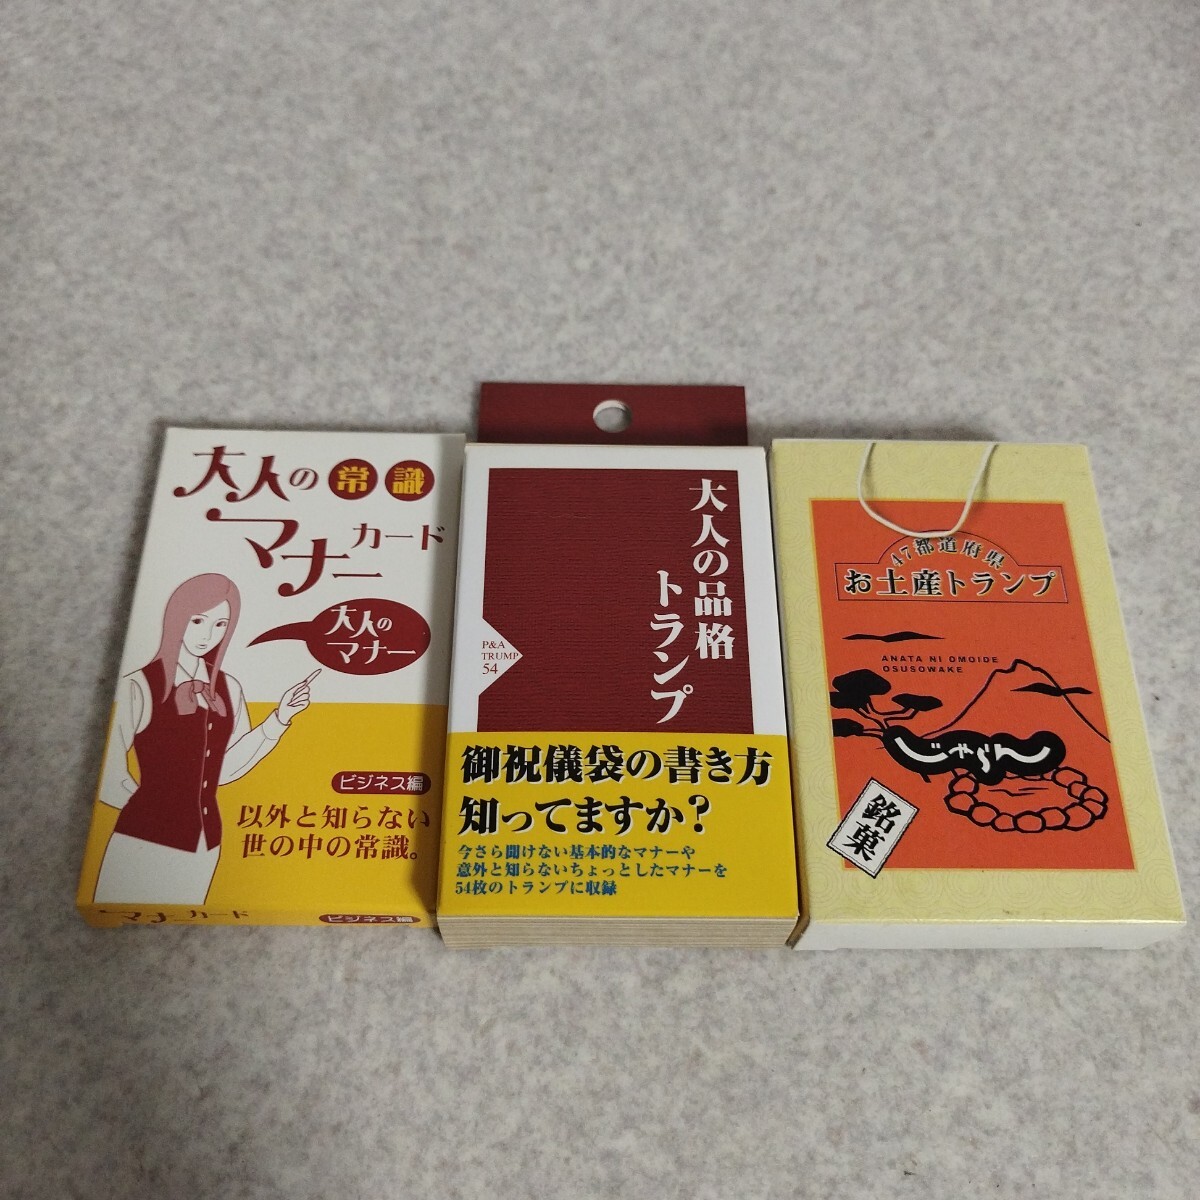 大人の常識
マナーカード
大人の
マナー
ビジネス編
以外と知らない
世の中の常識。
マナーカード
ビジネス編
大人の品格
トランプ
P&A
TRUMP
54
御祝儀袋の書き方
知ってますか?
今さら聞けない基本的なマナーや
意外と知らないちょっとしたマナーを
54枚のトランプに収録
47都道府県
お土産トランプ
ANATA NI OMOIDE
OSUSOWAKE
じゃらん
銘菓